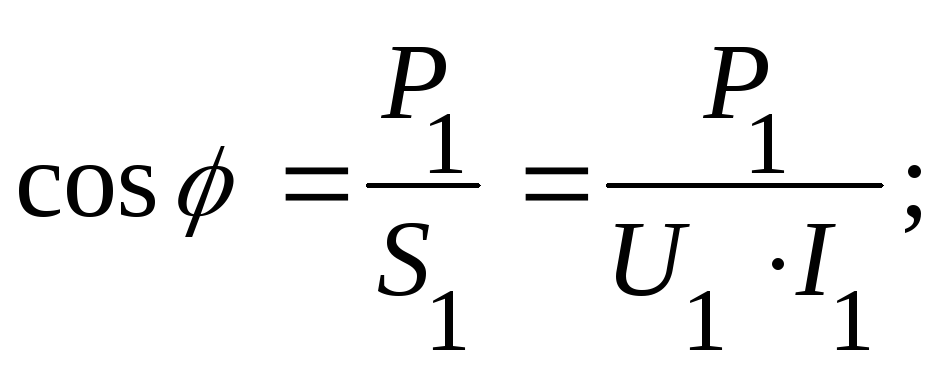 cos ϕ = P₁/S₁ = P₁/(U₁ · I₁) ;